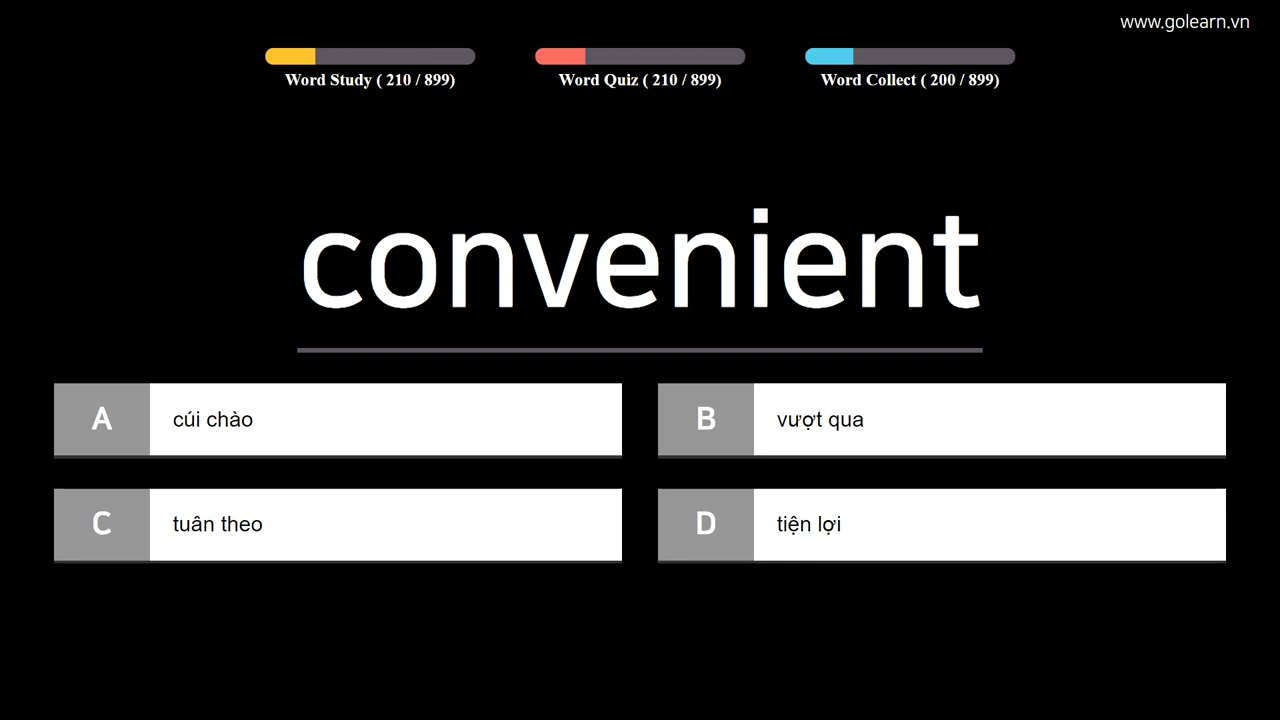 www.golearn.vn
Word Study ( 210 / 899)
Word Quiz ( 210 / 899)
Word Collect ( 200 / 899)
convenient
A
cúi chào
B
vượt qua
C
tuân theo
D
tiện lợi